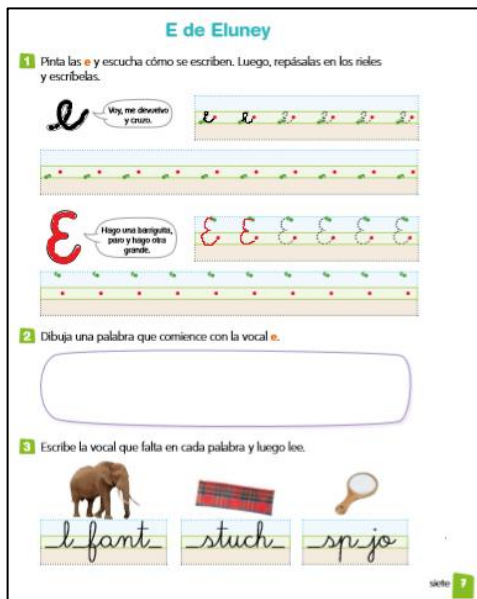 E de Eluney
1 Pinta las e y escucha cómo se escriben. Luego, repásalas en los rieles
y escríbelas.
e
Voy, me devuelvo
y cruzo.
e e e e e e e
E
Hago una barriguita,
paro y hago otra
grande.
E E E E E E E
2 Dibuja una palabra que comience con la vocal e.
3 Escribe la vocal que falta en cada palabra y luego lee.
_l_fant_ _stuch_ _sp_jo
siete 7